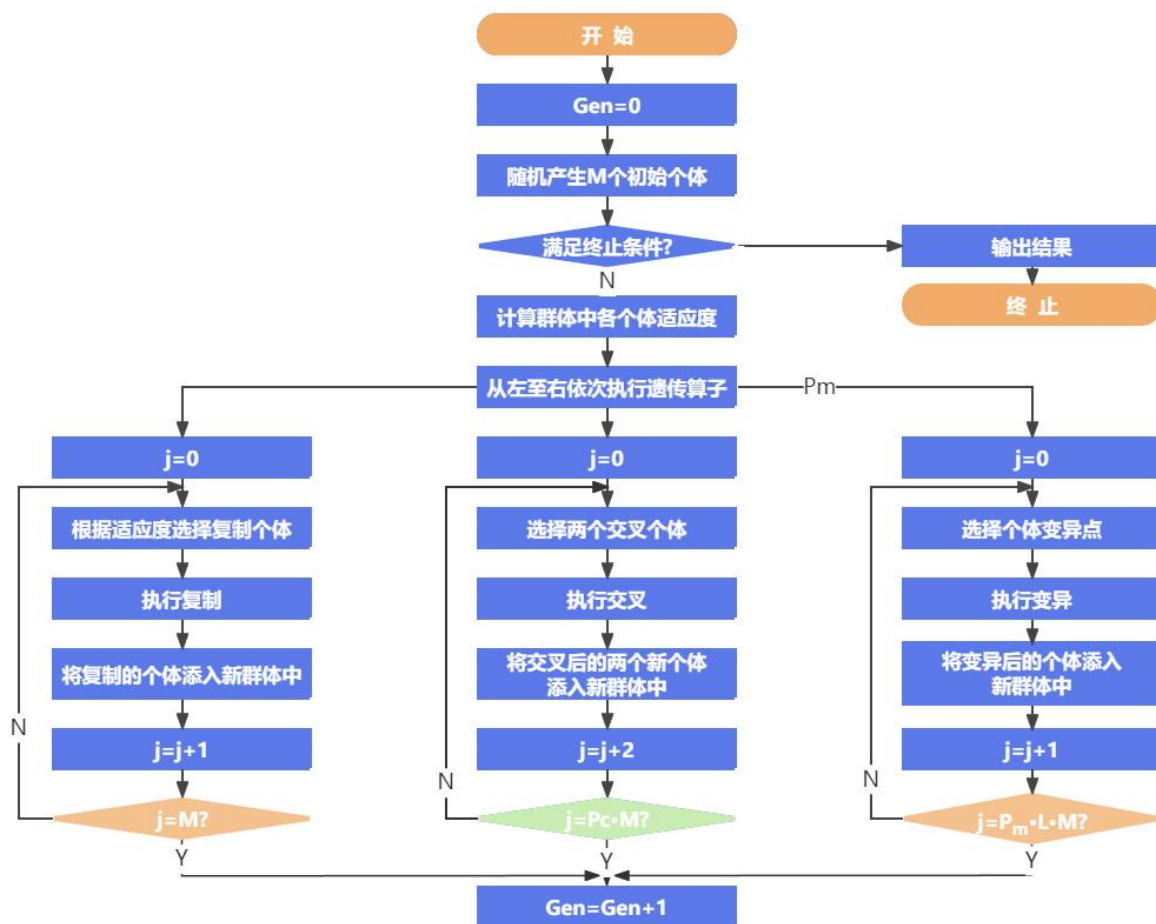 开 始
Gen=0
随机产生M个初始个体
满足终止条件?
输出结果
N
终 止
计算群体中各个体适应度
从左至右依次执行遗传算子
Pm
j=0
j=0
j=0
根据适应度选择复制个体
选择两个交叉个体
选择个体变异点
执行复制
执行交叉
执行变异
将复制的个体添入新群体中
将交叉后的两个新个体
添入新群体中
将变异后的个体添入
新群体中
N
j=j+1
j=j+2
j=j+1
N
N
j=M?
j=Pc•M?
j=Pm•L•M?
Y
Y
Y
Gen=Gen+1